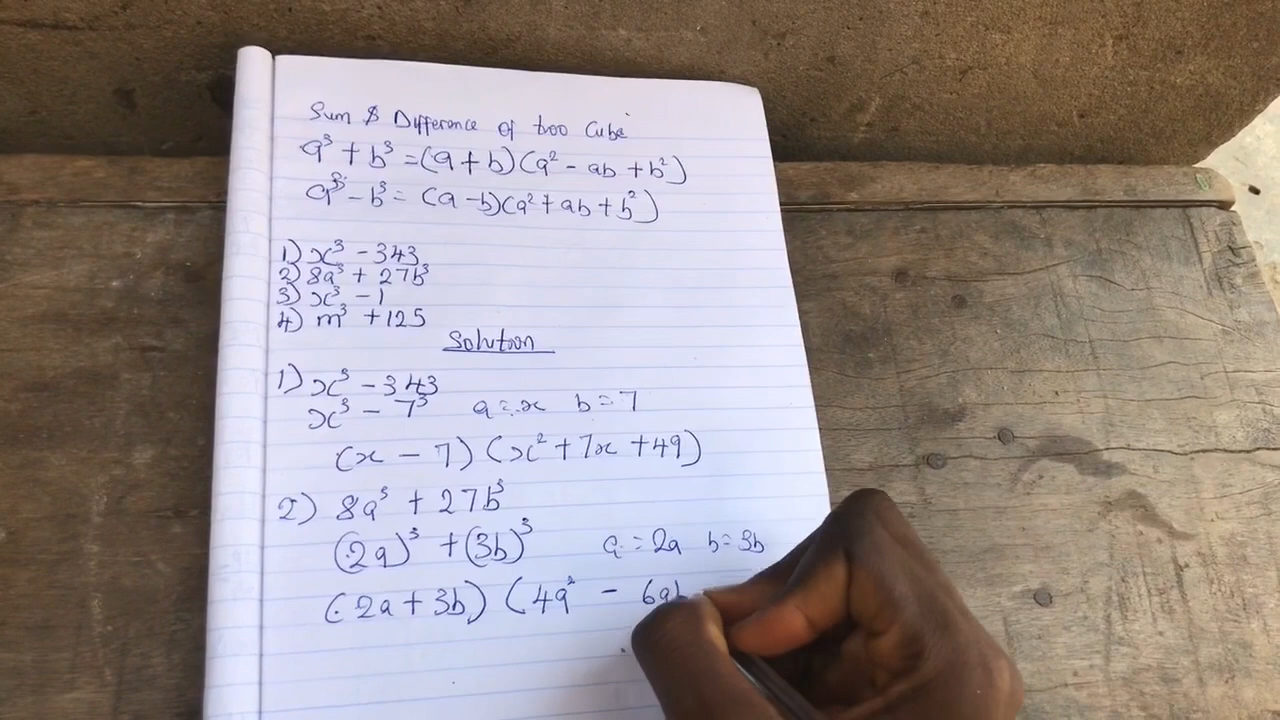 Sum $ Difference of two Cube
a³ + b³ = (a + b)(a² - ab + b²)
a³ - b³ = (a - b)(a² + ab + b²)
1) x³ - 343
2) 8a³ + 27b³
3) x³ - 1
4) m³ + 125
Solution
1) x³ - 343
x³ - 7³ a = x b = 7
(x - 7) (x² + 7x + 49)
2) 8a³ + 27b³
(2a)³ + (3b)³ a = 2a b = 3b
(2a + 3b) (4a² - 6ab